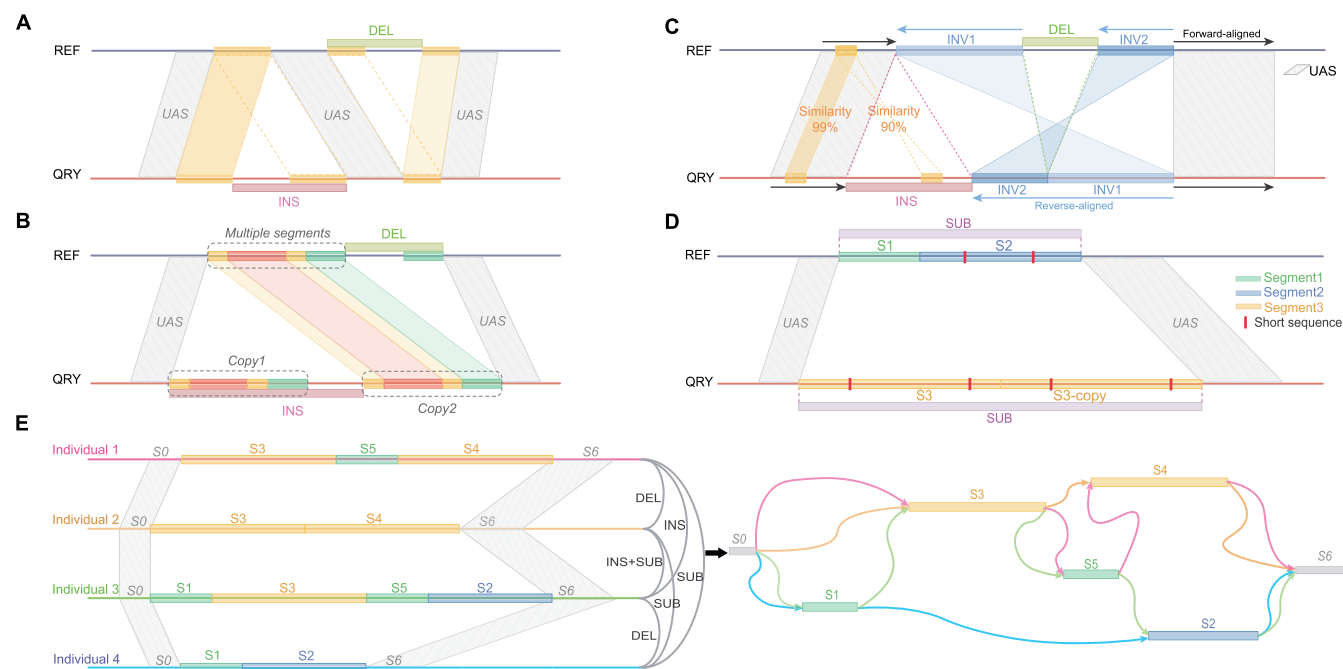 A
DEL
REF
UAS
UAS
UAS
QRY
INS
B
Multiple segments
DEL
REF
UAS
UAS
Copy1
QRY
INS
Copy2
C
INV1
DEL
INV2
Forward-aligned
REF
UAS
Similarity
99%
Similarity
90%
QRY
INS
INV2
INV1
Reverse-aligned
D
SUB
S1
S2
REF
UAS
UAS
Segment1
Segment2
Segment3
Short sequence
QRY
S3
S3-copy
SUB
E
Individual 1
S0
S3
S5
S4
S6
Individual 2
S0
S3
S4
S6
Individual 3
S0
S1
S3
S5
S2
S6
Individual 4
S0
S1
S2
S6
DEL
INS
INS+SUB
SUB
SUB
DEL
S0
S3
S4
S5
S6
S1
S2